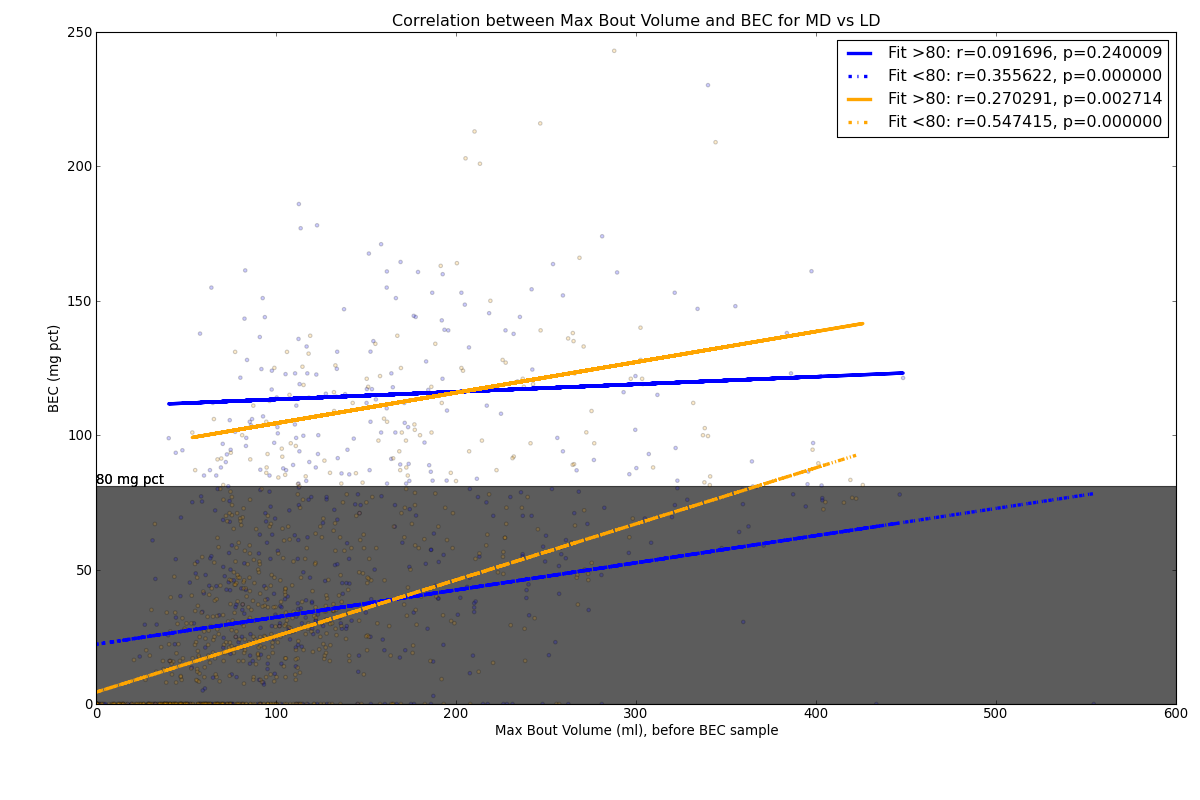 Correlation between Max Bout Volume and BEC for MD vs LD
Fit >80: r=0.091696, p=0.240009
Fit <80: r=0.355622, p=0.000000
Fit >80: r=0.270291, p=0.002714
Fit <80: r=0.547415, p=0.000000
250
200
150
100
50
0
BEC (mg pct)
80 mg pct
0 100 200 300 400 500 600
Max Bout Volume (ml), before BEC sample